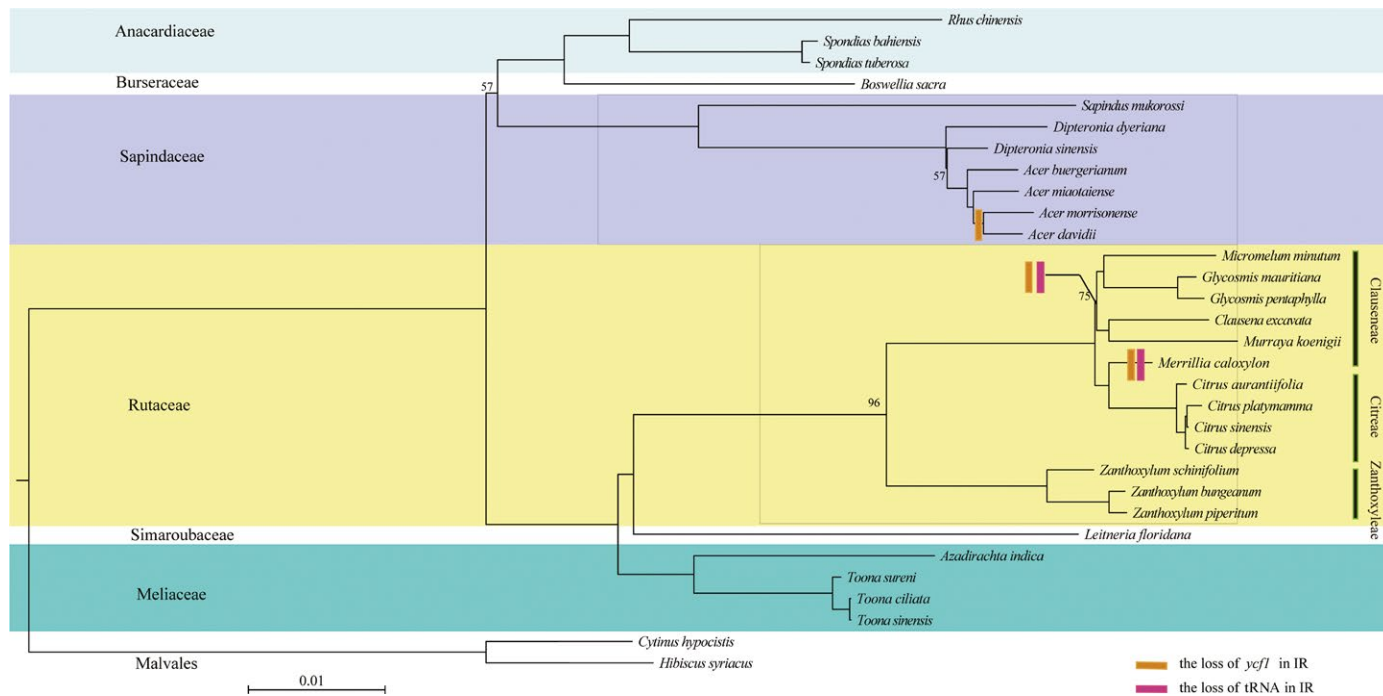 Anacardiaceae
Rhus chinensis
Spondias bahiensis
Spondias tuberosa
Burseraceae
Boswellia sacra
57
Sapindaceae
Sapindus mukorossi
Dipteronia dyeriana
Dipteronia sinensis
57
Acer buergerianum
Acer miaotaiense
Acer morrisonense
Acer davidii
Rutaceae
Micromelum minutum
Glycosmis mauritiana
75
Glycosmis pentaphylla
Clausena excavata
Murraya koenigii
Merrillia caloxylon
Clauseneae
Citrus aurantiifolia
96
Citrus platymamma
Citrus sinensis
Citrus depressa
Citreae
Zanthoxylum schinifolium
Zanthoxylum bungeanum
Zanthoxylum piperitum
Zanthoxyleae
Simaroubaceae
Leitneria floridana
Meliaceae
Azadirachta indica
Toona sureni
Toona ciliata
Toona sinensis
Malvales
Cytinus hypocistis
Hibiscus syriacus
0.01
the loss of ycf1 in IR
the loss of tRNA in IR